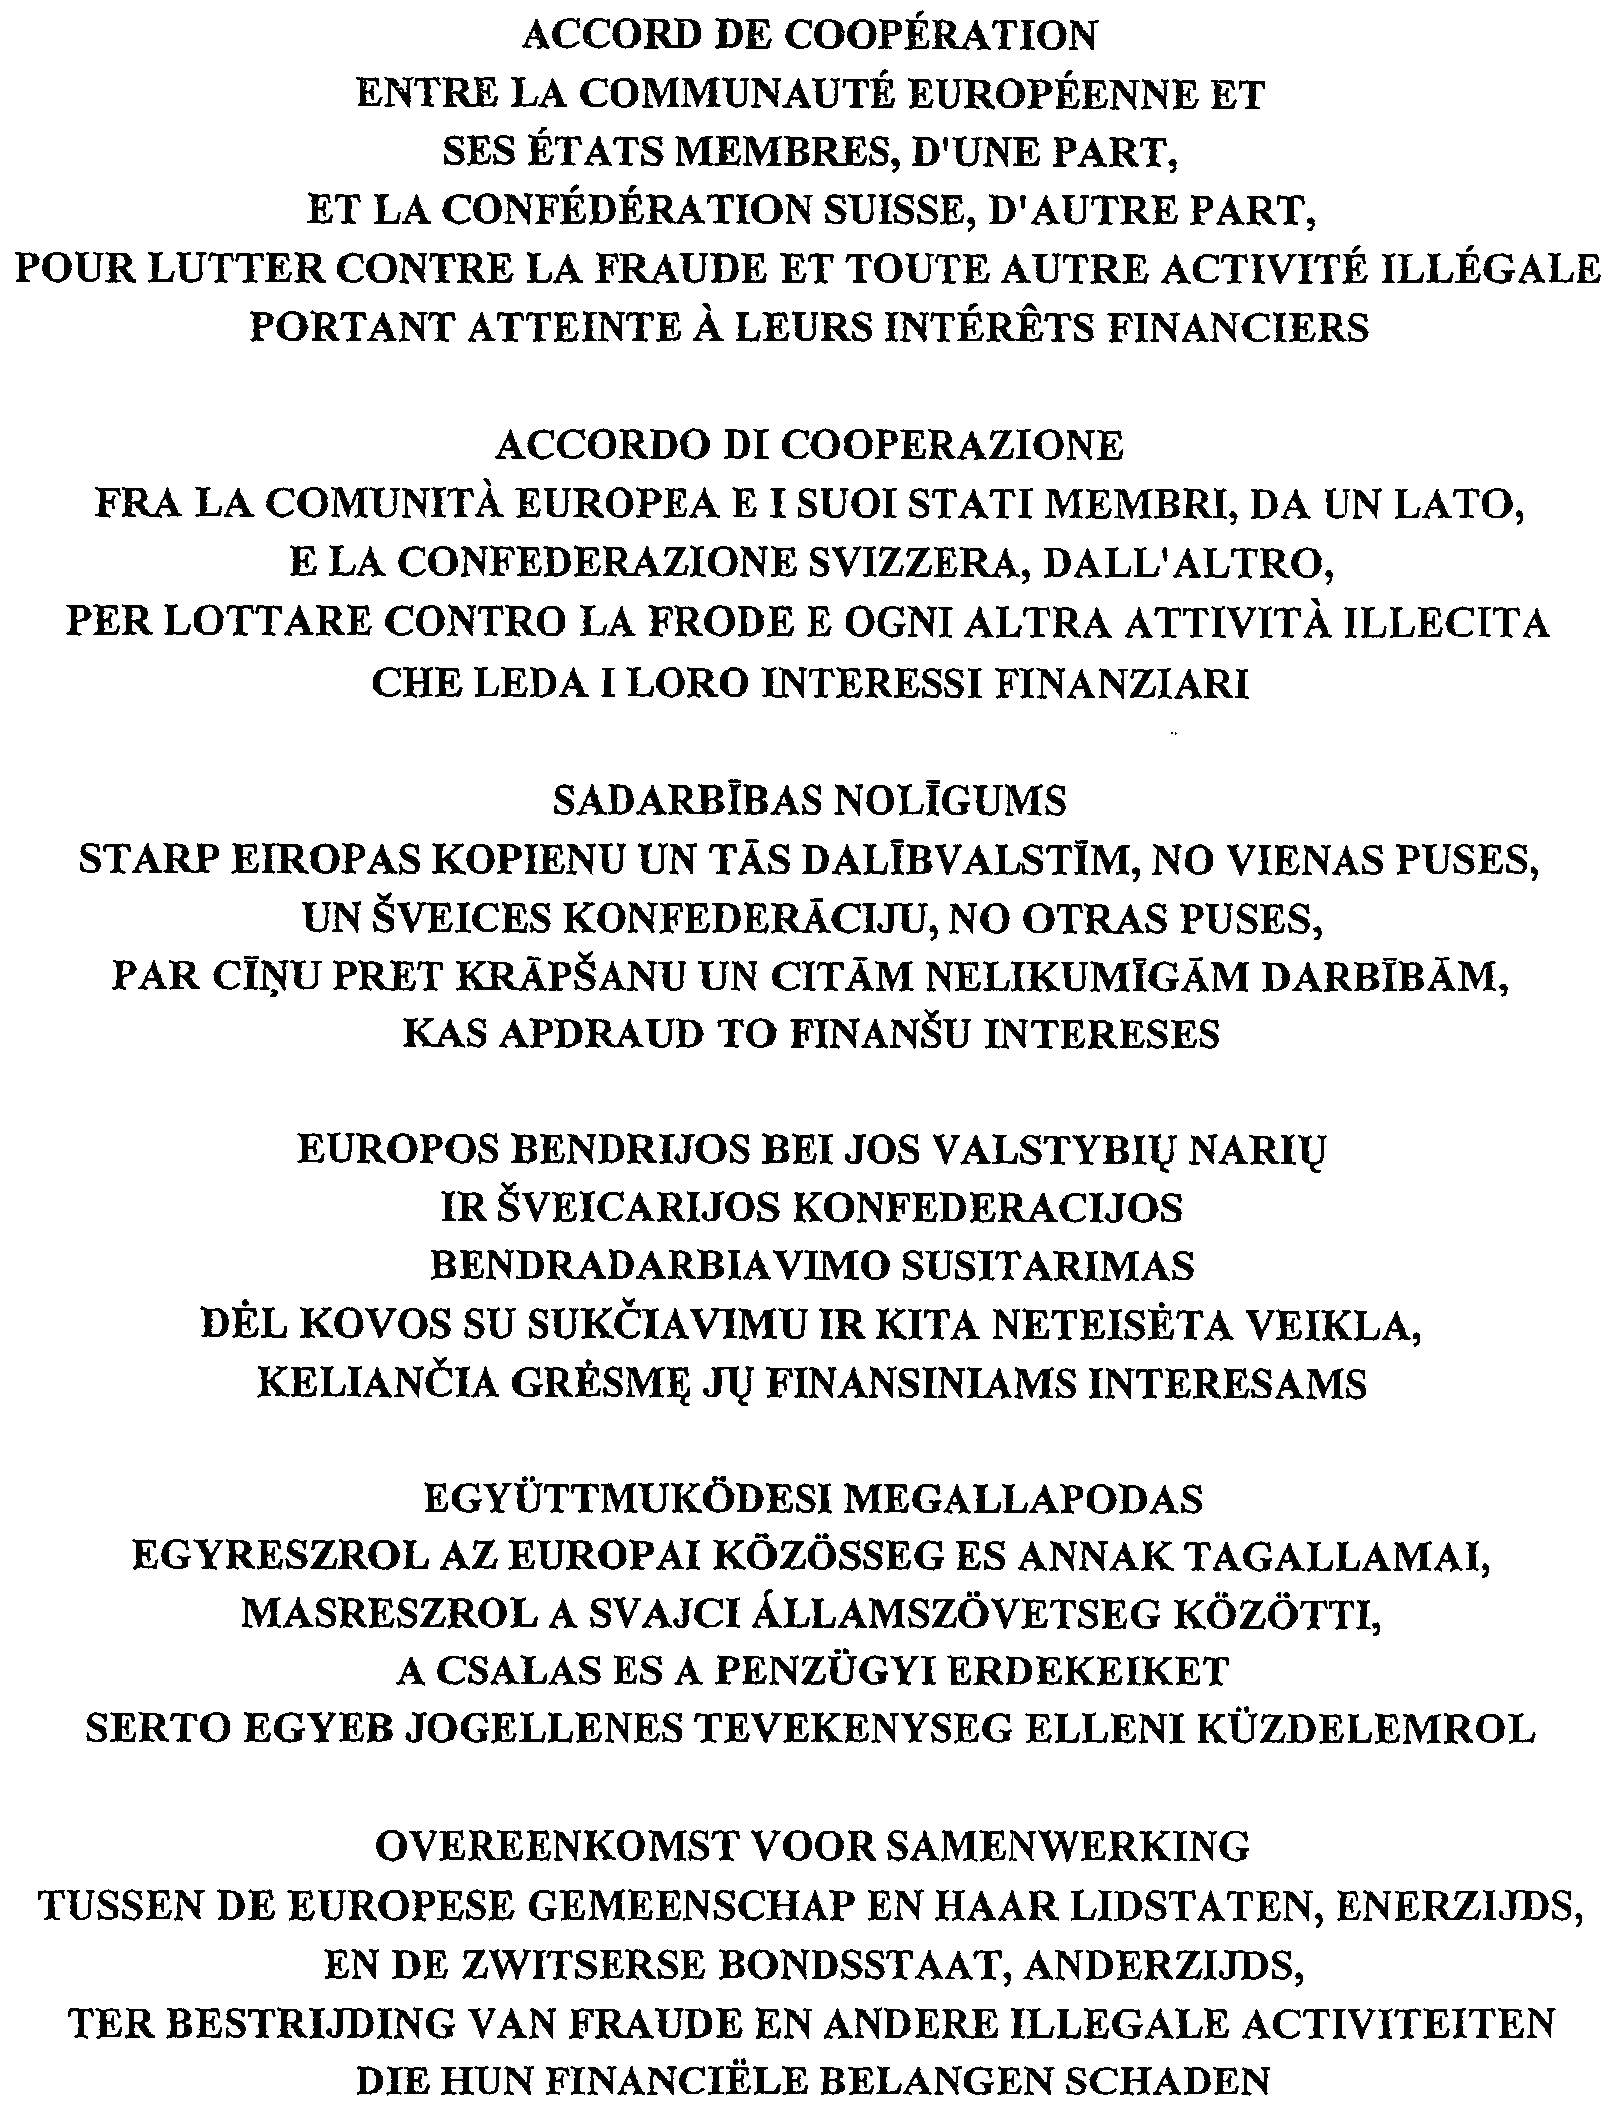 ACCORD DE COOPÉRATION
ENTRE LA COMMUNAUTÉ EUROPÉENNE ET
SES ÉTATS MEMBRES, D'UNE PART,
ET LA CONFÉDÉRATION SUISSE, D'AUTRE PART,
POUR LUTTER CONTRE LA FRAUDE ET TOUTE AUTRE ACTIVITÉ ILLÉGALE
PORTANT ATTEINTE À LEURS INTÉRÊTS FINANCIERS
ACCORDO DI COOPERAZIONE
FRA LA COMUNITÀ EUROPEA E I SUOI STATI MEMBRI, DA UN LATO,
E LA CONFEDERAZIONE SVIZZERA, DALL'ALTRO,
PER LOTTARE CONTRO LA FRODE E OGNI ALTRA ATTIVITÀ ILLECITA
CHE LEDA I LORO INTERESSI FINANZIARI
SADARBĪBAS NOLĪGUMS
STARP EIROPAS KOPIENU UN TĀS DALĪBVALSTĪM, NO VIENAS PUSES,
UN ŠVEICES KONFEDERĀCIJU, NO OTRAS PUSES,
PAR CĪŅU PRET KRĀPŠANU UN CITĀM NELIKUMĪGĀM DARBĪBĀM,
KAS APDRAUD TO FINANŠU INTERESES
EUROPOS BENDRIJOS BEI JOS VALSTYBIŲ NARIŲ
IR ŠVEICARIJOS KONFEDERACIJOS
BENDRADARBIAVIMO SUSITARIMAS
DĖL KOVOS SU SUKČIAVIMU IR KITA NETEISĖTA VEIKLA,
KELIANČIA GRĖSMĘ JŲ FINANSINIAMS INTERESAMS
EGYÜTTMUKÖDESI MEGALLAPODAS
EGYRESZROL AZ EUROPAI KÖZÖSSEG ES ANNAK TAGALLAMAI,
MASRESZROL A SVAJCI ÁLLAMSZÖVETSEG KÖZÖTTI,
A CSALAS ES A PENZÜGYI ERDEKEIKET
SERTO EGYEB JOGELLENES TEVEKENYSEG ELLENI KÜZDELEMROL
OVEREENKOMST VOOR SAMENWERKING
TUSSEN DE EUROPESE GEMEENSCHAP EN HAAR LIDSTATEN, ENERZIJDS,
EN DE ZWITSERSE BONDSSTAAT, ANDERZIJDS,
TER BESTRIJDING VAN FRAUDE EN ANDERE ILLEGALE ACTIVITEITEN
DIE HUN FINANCIËLE BELANGEN SCHADEN